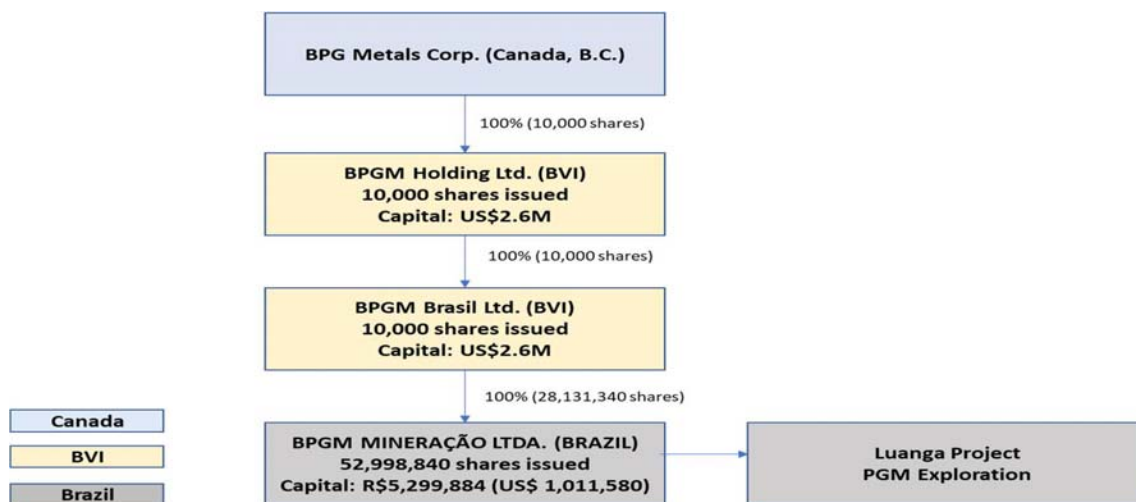 BPG Metals Corp. (Canada, B.C.)
100% (10,000 shares)
BPGM Holding Ltd. (BVI)
10,000 shares issued
Capital: US$2.6M
100% (10,000 shares)
BPGM Brasil Ltd. (BVI)
10,000 shares issued
Capital: US$2.6M
100% (28,131,340 shares)
Canada
BVI
Brazil
BPGM MINERAÇÃO LTDA. (BRAZIL)
52,998,840 shares issued
Capital: R$5,299,884 (US$ 1,011,580)
Luanga Project
PGM Exploration